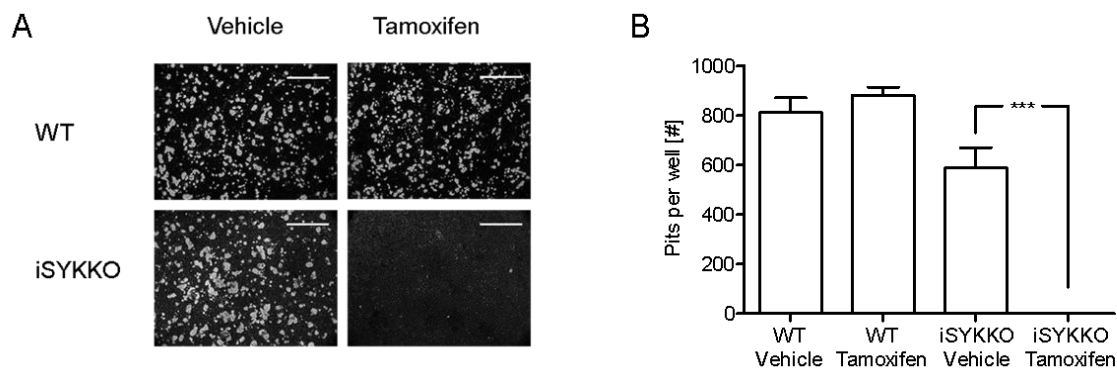 A
Vehicle
Tamoxifen
WT
iSYKKO
B
Pits per well [#]
1000
800
600
400
200
0
***
WT
Vehicle
WT
Tamoxifen
iSYKKO
Vehicle
iSYKKO
Tamoxifen